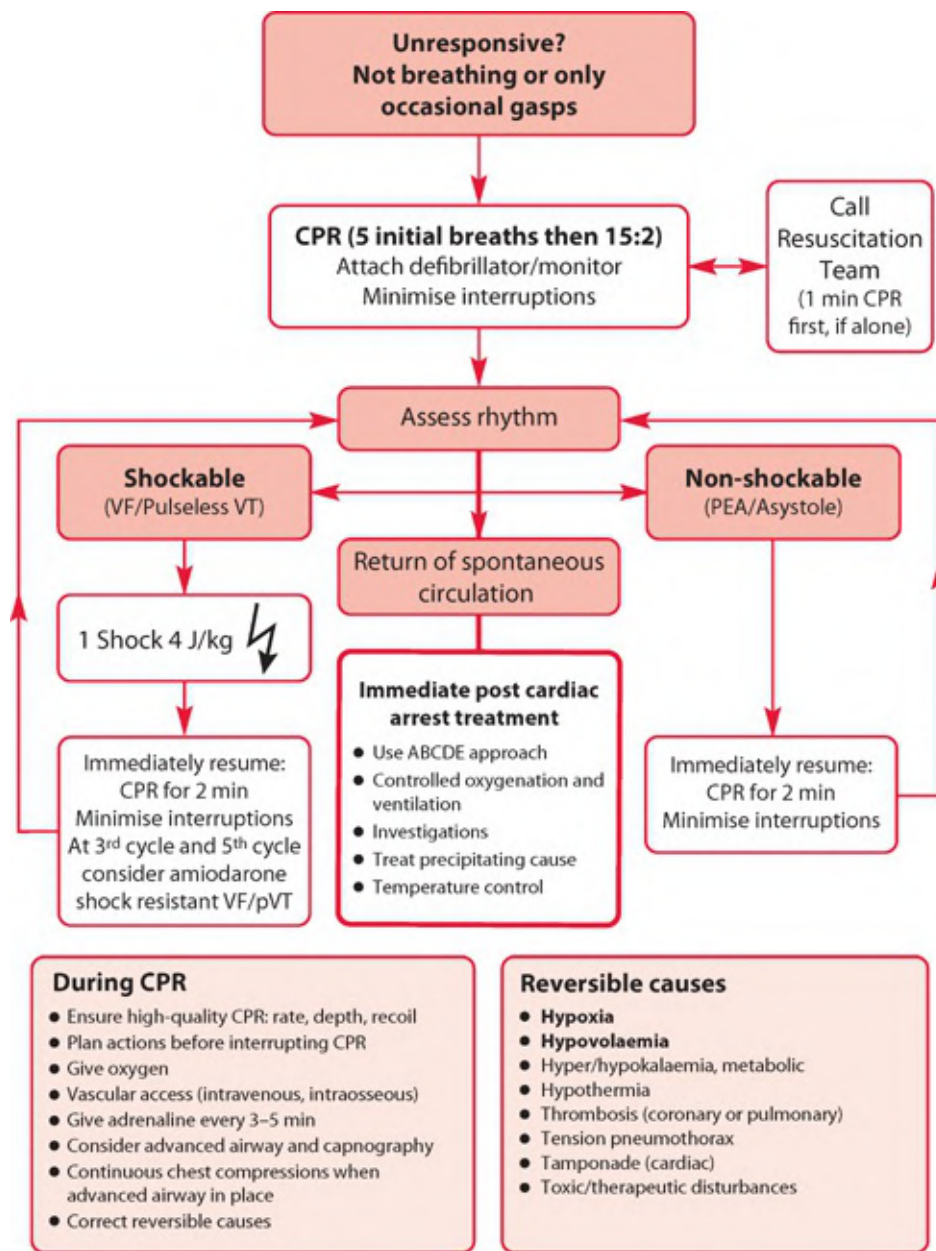 Unresponsive?
Not breathing or only
occasional gasps
CPR (5 initial breaths then 15:2)
Attach defibrillator/monitor
Minimise interruptions
Call
Resuscitation
Team
(1 min CPR
first, if alone)
Assess rhythm
Shockable
(VF/Pulseless VT)
Non-shockable
(PEA/Asystole)
Return of spontaneous
circulation
1 Shock 4 J/kg
Immediately resume:
CPR for 2 min
Minimise interruptions
At 3rd cycle and 5th cycle
consider amiodarone
shock resistant VF/pVT
Immediate post cardiac
arrest treatment
● Use ABCDE approach
● Controlled oxygenation and
ventilation
● Investigations
● Treat precipitating cause
● Temperature control
Immediately resume:
CPR for 2 min
Minimise interruptions
During CPR
● Ensure high-quality CPR: rate, depth, recoil
● Plan actions before interrupting CPR
● Give oxygen
● Vascular access (intravenous, intraosseous)
● Give adrenaline every 3–5 min
● Consider advanced airway and capnography
● Continuous chest compressions when
advanced airway in place
● Correct reversible causes
Reversible causes
● Hypoxia
● Hypovolaemia
● Hyper/hypokalaemia, metabolic
● Hypothermia
● Thrombosis (coronary or pulmonary)
● Tension pneumothorax
● Tamponade (cardiac)
● Toxic/therapeutic disturbances